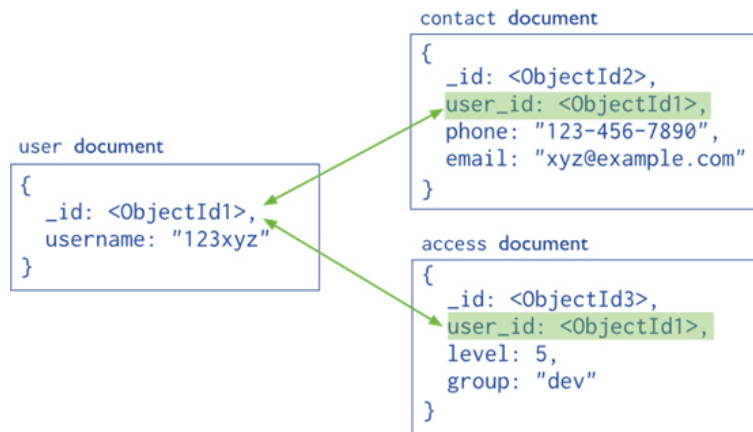 contact document
{
_id: <ObjectId2>,
user_id: <ObjectId1>,
phone: "123-456-7890",
email: "xyz@example.com"
}
user document
{
_id: <ObjectId1>,
username: "123xyz"
}
access document
{
_id: <ObjectId3>,
user_id: <ObjectId1>,
level: 5,
group: "dev"
}